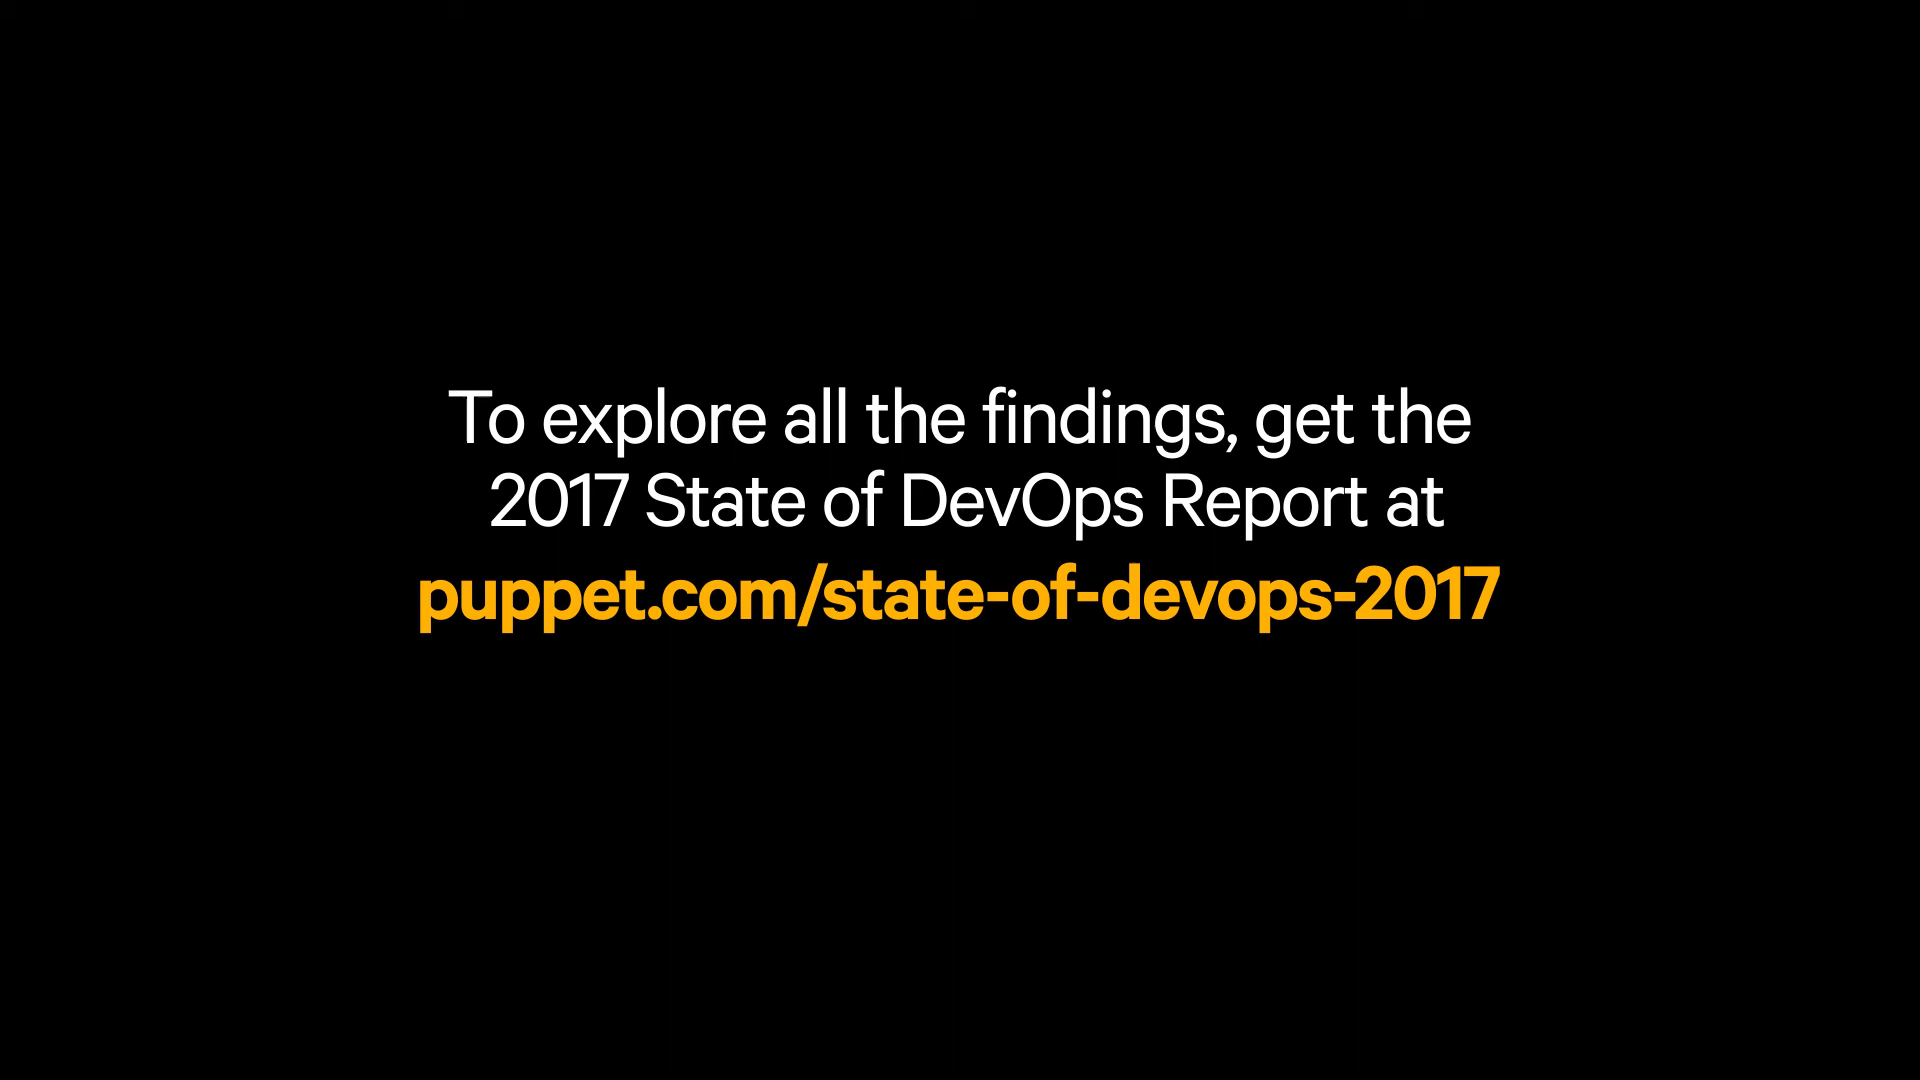 To explore all the findings, get the
2017 State of DevOps Report at
puppet.com/state-of-devops-2017